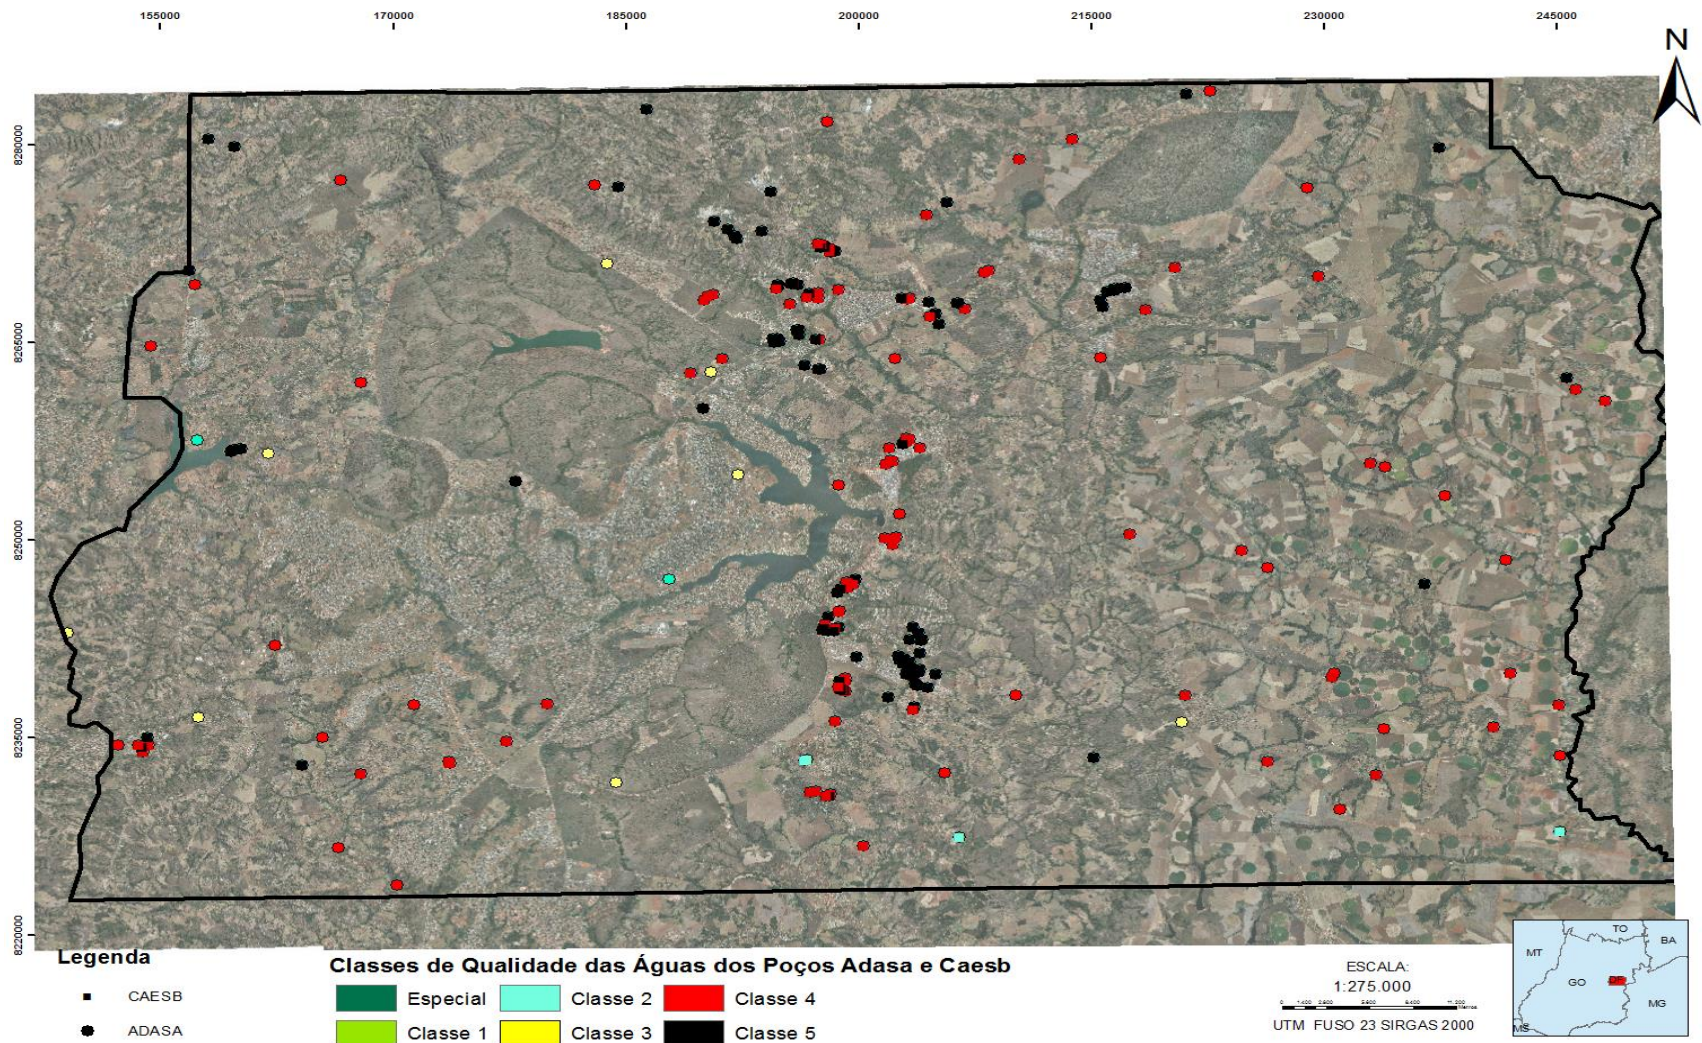 155000 170000 185000 200000 215000 230000 245000
N
8280000
8265000
8250000
8235000
8220000
Legenda
CAESB
ADASA
Classes de Qualidade das Águas dos Poços Adasa e Caesb
Especial Classe 2 Classe 4
Classe 1 Classe 3 Classe 5
ESCALA:
1:275.000
UTM FUSO 23 SIRGAS 2000
TO
MT BA
GO DF
MG
MS